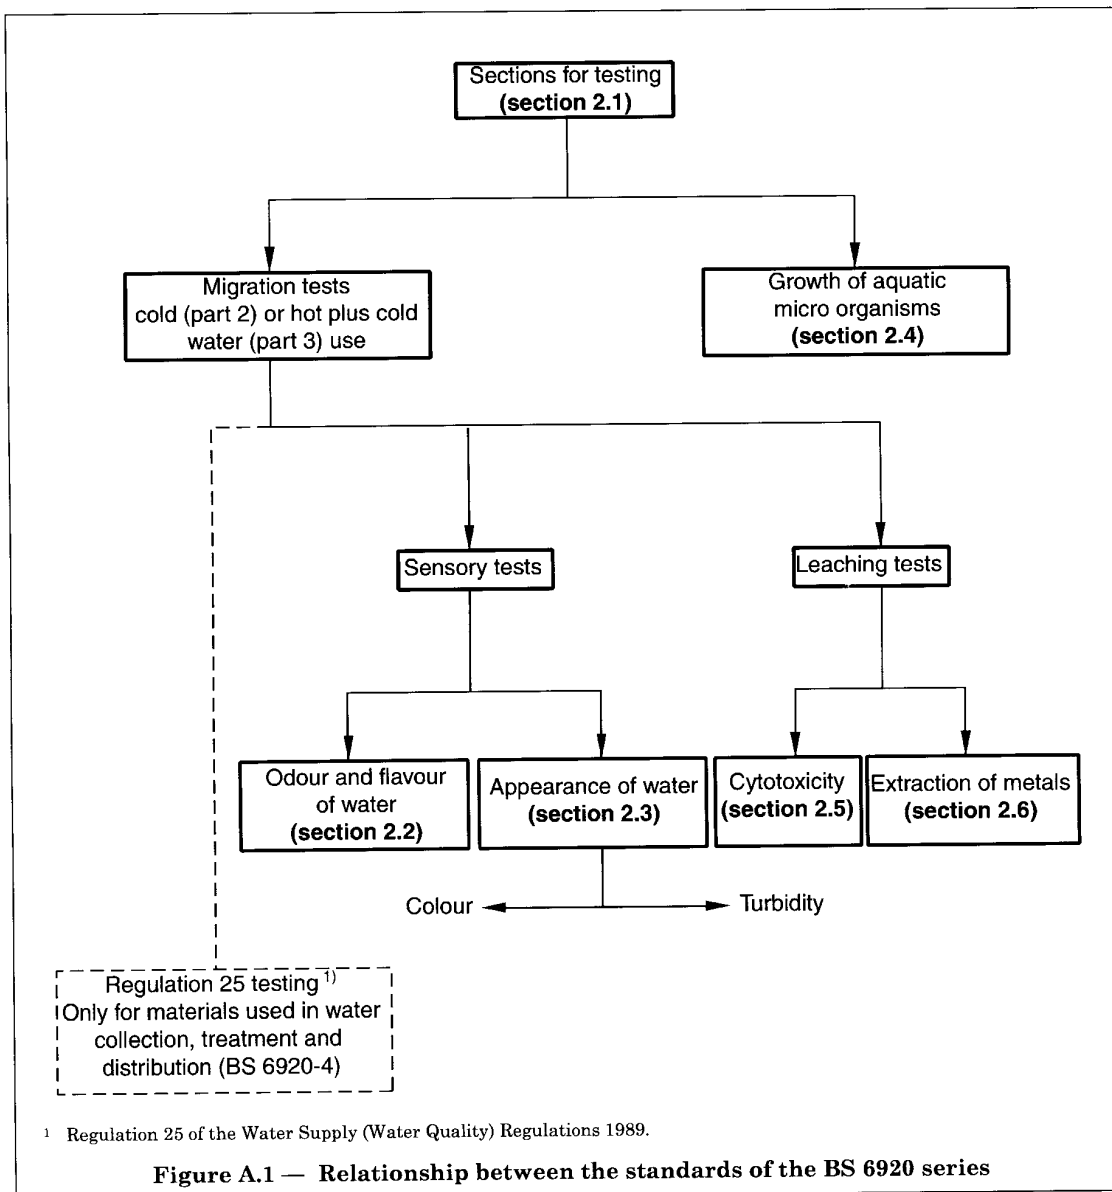 Sections for testing
(section 2.1)
Migration tests
cold (part 2) or hot plus cold
water (part 3) use
Growth of aquatic
micro organisms
(section 2.4)
Sensory tests
Leaching tests
Odour and flavour
of water
(section 2.2)
Appearance of water
(section 2.3)
Cytotoxicity
(section 2.5)
Extraction of metals
(section 2.6)
Colour
Turbidity
Regulation 25 testing 1)
Only for materials used in water
collection, treatment and
distribution (BS 6920-4)
1 Regulation 25 of the Water Supply (Water Quality) Regulations 1989.
Figure A.1 — Relationship between the standards of the BS 6920 series